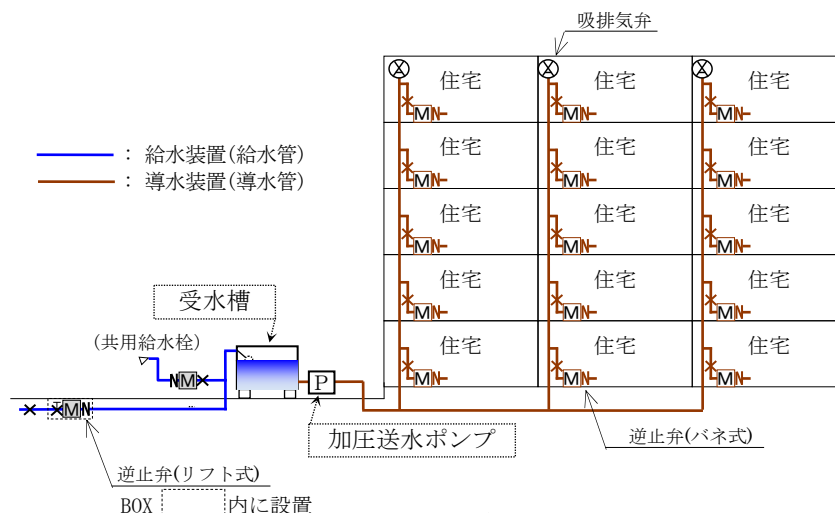 吸排気弁
住宅 住宅 住宅
M N M N M N
: 給水装置(給水管)
住宅 住宅 住宅
: 導水装置(導水管)
M N M N M N
住宅 住宅 住宅
M N M N M N
住宅 住宅 住宅
受水槽
M N M N M N
(共用給水栓)
住宅 住宅 住宅
N M
P
M N M N M N
M N
加圧送水ポンプ
逆止弁(バネ式)
逆止弁(リフト式)
BOX 内に設置